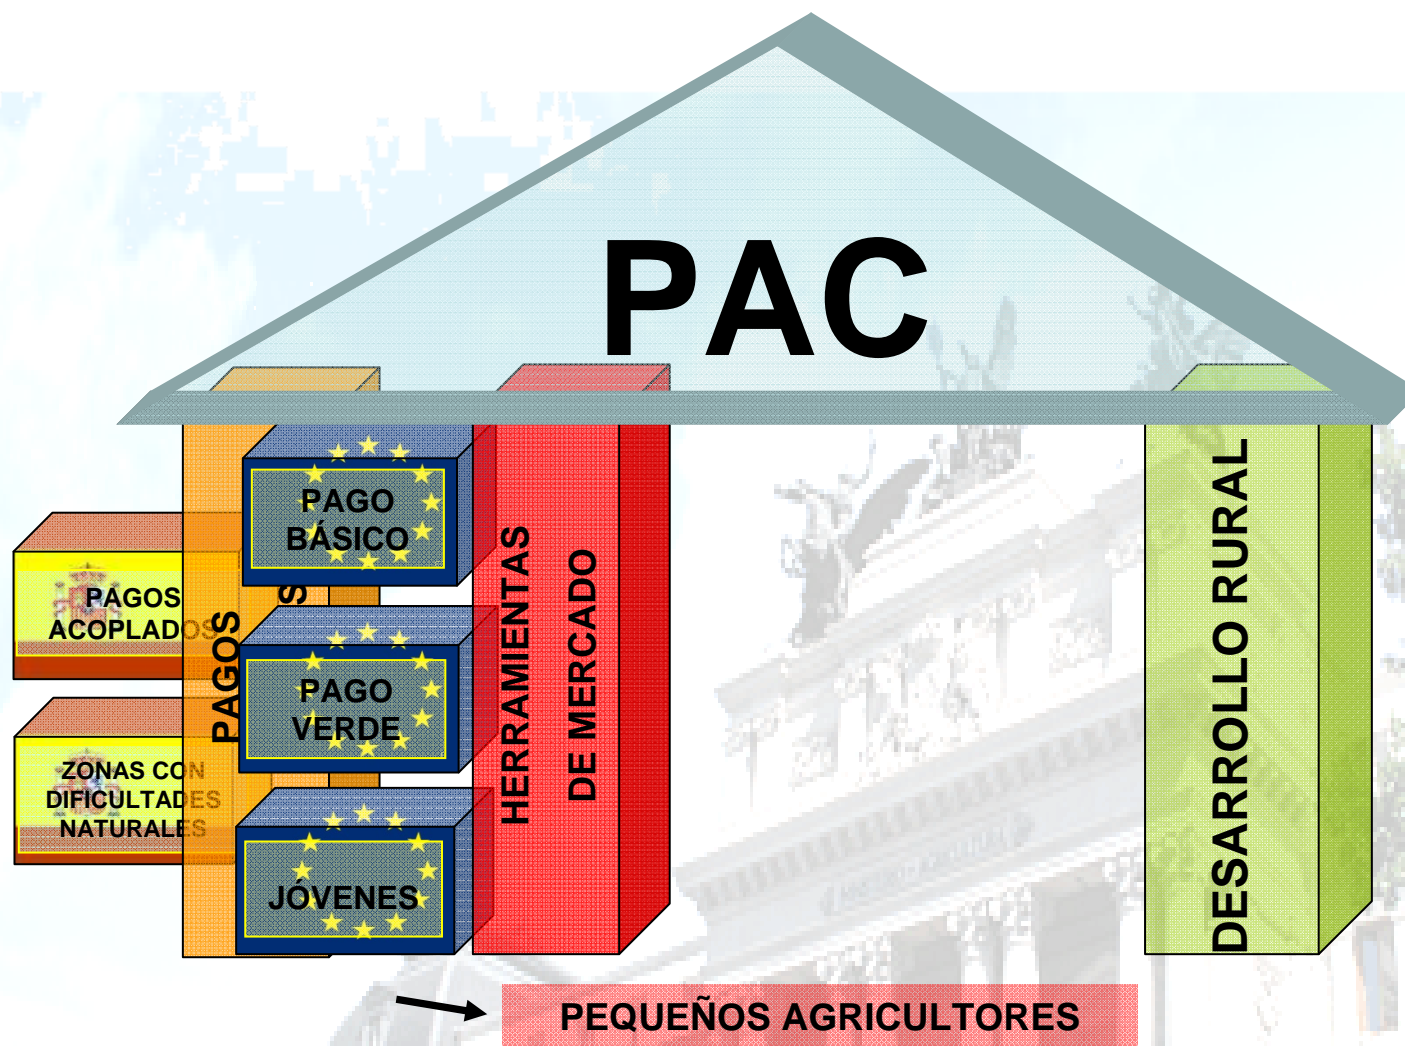 PAC
PAGO
BÁSICO
PAGOS
ACOPLADOS
PAGOS
PAGO
VERDE
ZONAS CON
DIFICULTADES
NATURALES
JÓVENES
HERRAMIENTAS
DE MERCADO
DESARROLLO RURAL
PEQUEÑOS AGRICULTORES